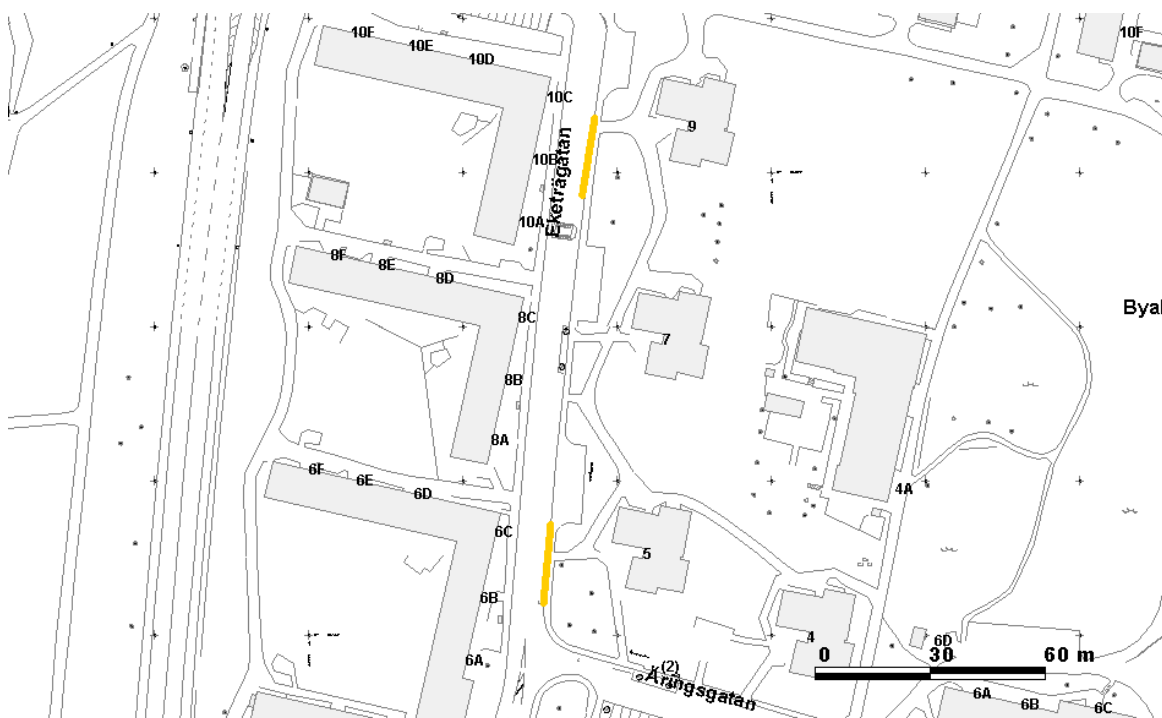 10F
10E
10D
10F
10C
9
10B
Eketrägatan
10A
8F
8E
8D
8C
Byal
7
8B
8A
6F
6E
6D
4A
6C
5
6B
4
6D
0 30 60 m
6A
(2)
Äringsgatan
6A
6B
6C